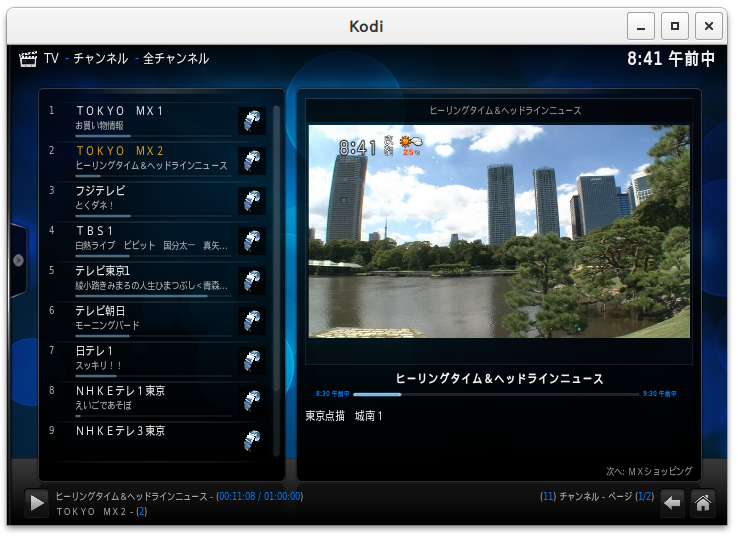 Kodi
TV - チャンネル - 全チャンネル
8:41 午前中
1 ＴＯＫＹＯ　ＭＸ１
お買い物情報
2 ＴＯＫＹＯ　ＭＸ２
ヒーリングタイム＆ヘッドラインニュース
3 フジテレビ
とくダネ！
4 ＴＢＳ１
白熱ライブ　ビビット　国分太一　真矢...
5 テレビ東京1
綾小路きみまろの人生ひまつぶし＜青森...
6 テレビ朝日
モーニングバード
7 日テレ１
スッキリ！！
8 ＮＨＫＥテレ１東京
えいごであそぼ
9 ＮＨＫＥテレ３東京
ヒーリングタイム＆ヘッドラインニュース
8:41 東京 25℃
ヒーリングタイム＆ヘッドラインニュース
8:30 午前中 9:30 午前中
東京点描　城南１
次へ: ＭＸショッピング
ヒーリングタイム＆ヘッドラインニュース - (00:11:08 / 01:00:00)
ＴＯＫＹＯ　ＭＸ２ - (2)
(11) チャンネル - ページ (1/2)